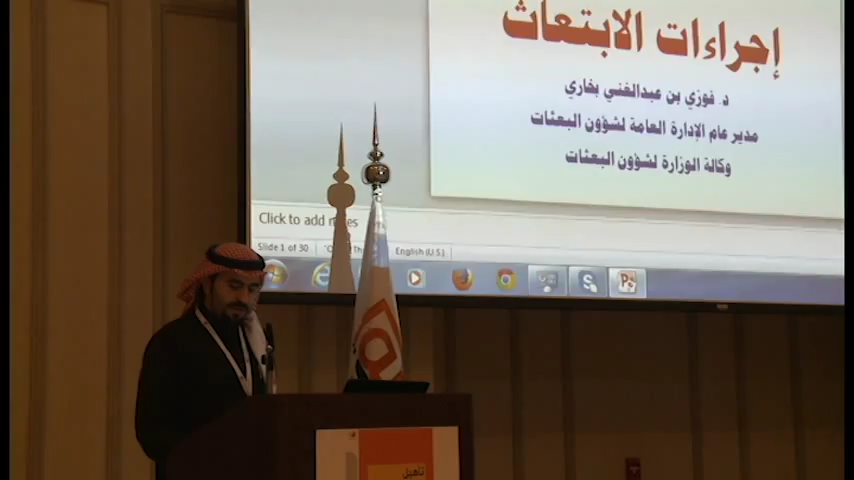 إجراءات الابتعاث
د. فوزي بن عبدالغني بخاري
مدير عام الإدارة العامة لشؤون البعثات
وكالة الوزارة لشؤون البعثات
Click to add
Slide 1 of 30
English (U.S.)
تأهيل